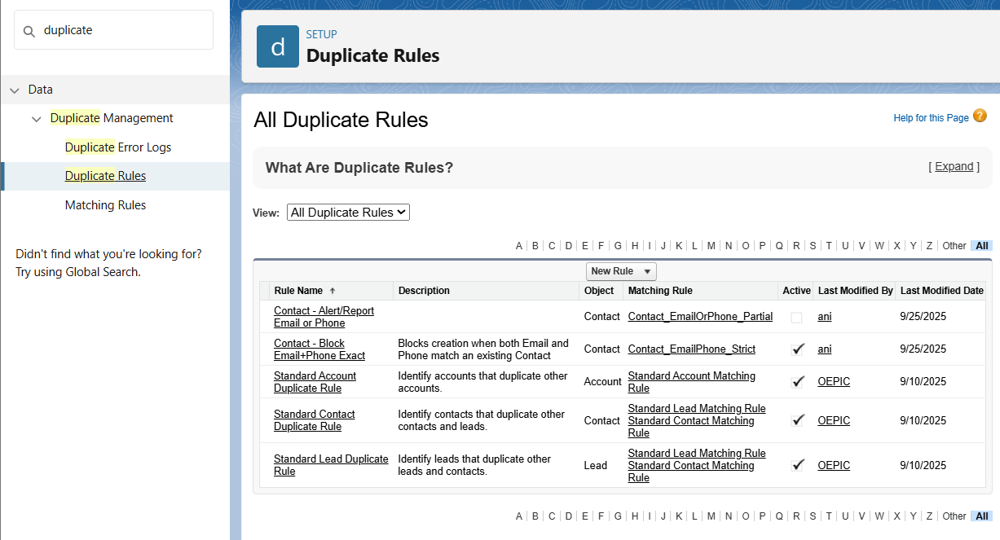 duplicate
Data
Duplicate Management
Duplicate Error Logs
Duplicate Rules
Matching Rules
Didn't find what you're looking for?
Try using Global Search.
d
SETUP
Duplicate Rules
All Duplicate Rules
Help for this Page ?
What Are Duplicate Rules?
[ Expand ]
View: All Duplicate Rules
A | B | C | D | E | F | G | H | I | J | K | L | M | N | O | P | Q | R | S | T | U | V | W | X | Y | Z | Other | All
New Rule
Rule Name ↑ Description Object Matching Rule Active Last Modified By Last Modified Date
Contact - Alert/Report
Email or Phone
Contact Contact_EmailOrPhone_Partial ani 9/25/2025
Contact - Block
Email+Phone Exact
Blocks creation when both Email and
Phone match an existing Contact
Contact Contact_EmailPhone_Strict ✓ ani 9/25/2025
Standard Account
Duplicate Rule
Identify accounts that duplicate other
accounts.
Account
Standard Account Matching
Rule
✓ OEPIC 9/10/2025
Standard Contact
Duplicate Rule
Identify contacts that duplicate other
contacts and leads.
Contact
Standard Lead Matching Rule
Standard Contact Matching
Rule
✓ OEPIC 9/10/2025
Standard Lead Duplicate
Rule
Identify leads that duplicate other
leads and contacts.
Lead
Standard Lead Matching Rule
Standard Contact Matching
Rule
✓ OEPIC 9/10/2025
A | B | C | D | E | F | G | H | I | J | K | L | M | N | O | P | Q | R | S | T | U | V | W | X | Y | Z | Other | All